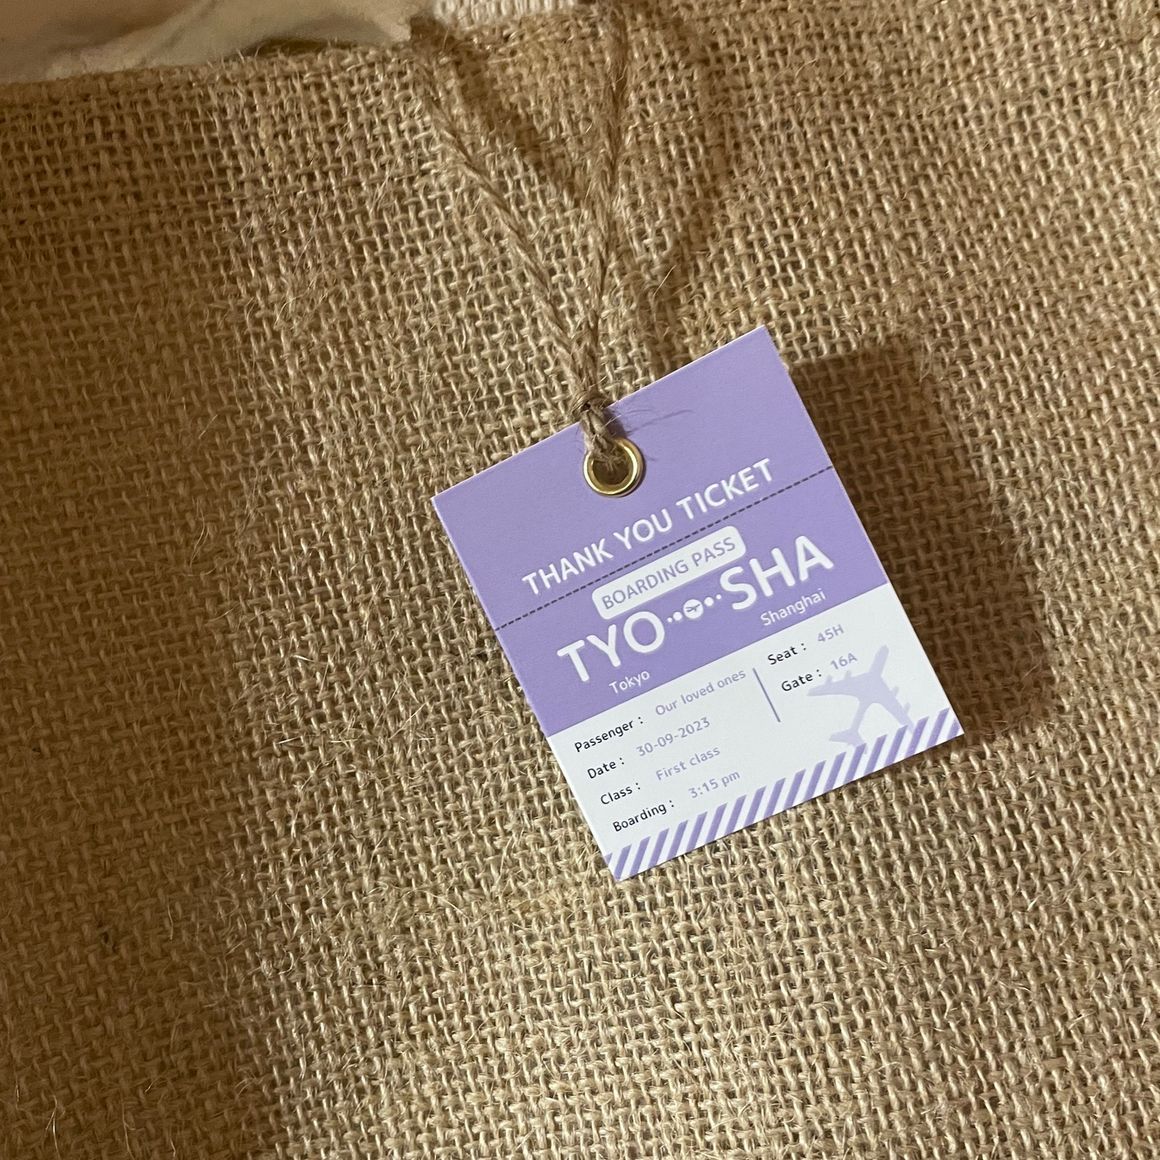 THANK YOU TICKET
BOARDING PASS
TYO SHA
Tokyo Shanghai
Passenger : Our loved ones
Date : 30-09-2023
Class : First class
Boarding : 3:15 pm
Seat : 45H
Gate : 16A